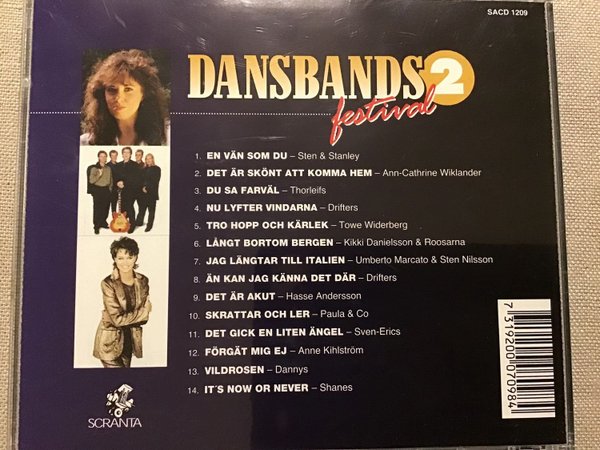 SACD 1209
DANSBANDS 2
festival
1. EN VÄN SOM DU – Sten & Stanley
2. DET ÄR SKÖNT ATT KOMMA HEM – Ann-Cathrine Wiklander
3. DU SA FARVÄL – Thorleifs
4. NU LYFTER VINDARNA – Drifters
5. TRO HOPP OCH KÄRLEK – Towe Widerberg
6. LÅNGT BORTOM BERGEN – Kikki Danielsson & Roosarna
7. JAG LÄNGTAR TILL ITALIEN – Umberto Marcato & Sten Nilsson
8. ÄN KAN JAG KÄNNA DET DÄR – Drifters
9. DET ÄR AKUT – Hasse Andersson
10. SKRATTAR OCH LER – Paula & Co
11. DET GICK EN LITEN ÄNGEL – Sven-Erics
12. FÖRGÄT MIG EJ – Anne Kihlström
13. VILDROSEN – Dannys
14. IT´S NOW OR NEVER – Shanes
7319200070984
SCRANTA